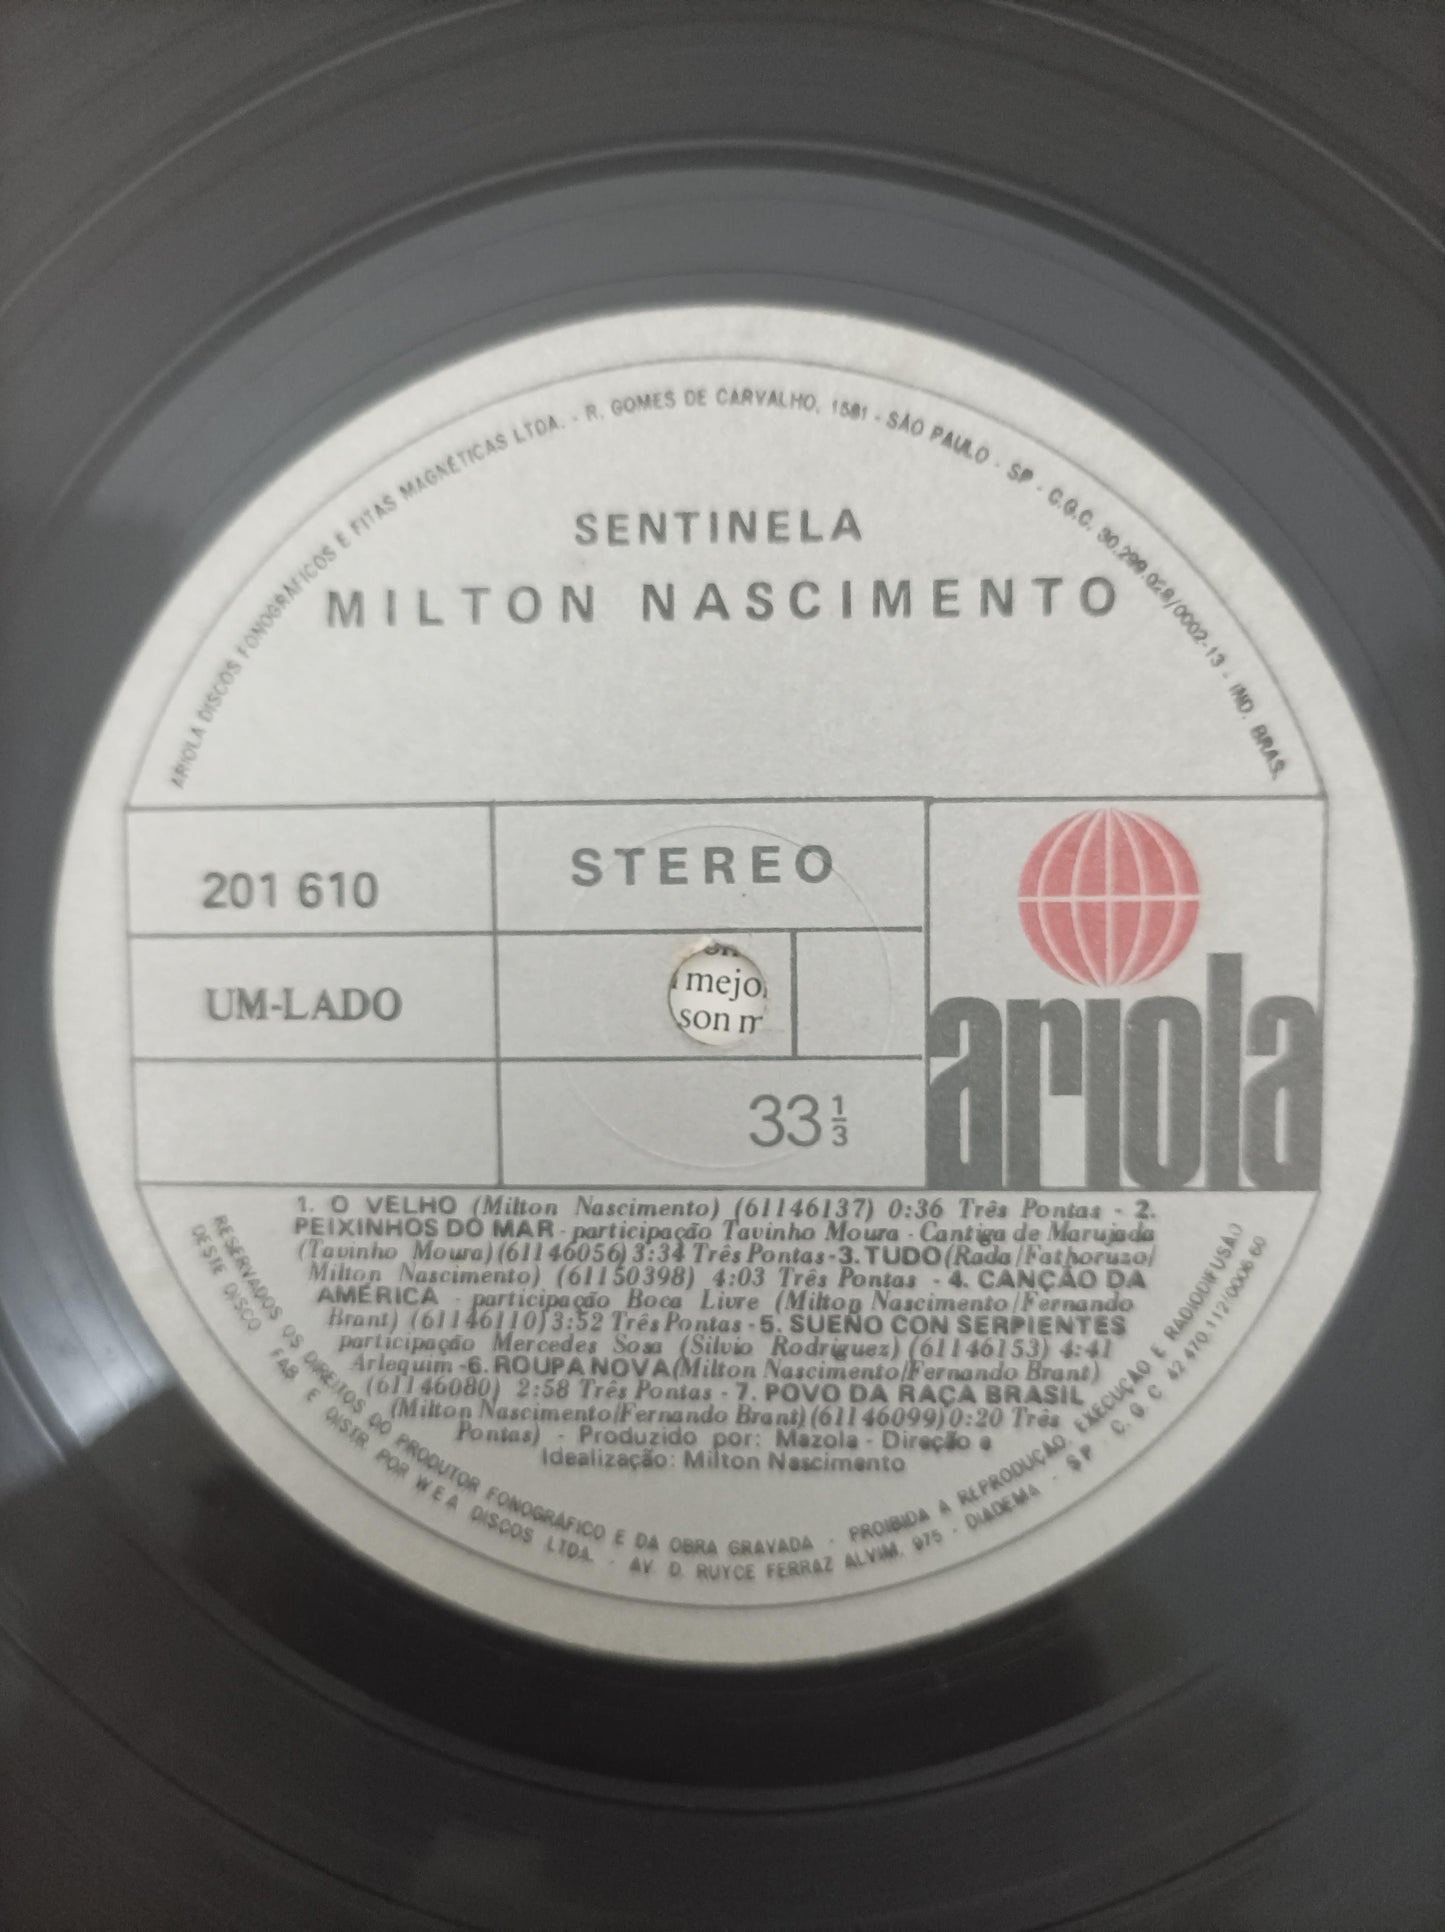 ARIOLA DISCOS FONOGRÁFICOS E FITAS MAGNÉTICAS LTDA. - R. GOMES DE CARVALHO, 1581 - SÃO PAULO - SP - C.G.C. 30.299.028/0002-13 - IND. BRAS.
SENTINELA
MILTON NASCIMENTO
201 610
STEREO
UM-LADO
mejo
son
33 1/3
ariola
1. O VELHO (Milton Nascimento) (61146137) 0:36 Três Pontas - 2.
PEIXINHOS DO MAR - participação Tavinho Moura - Cantiga de Marujada
(Tavinho Moura) (61146056) 3:34 Três Pontas - 3. TUDO (Rada/Fathoruzo/
Milton Nascimento) (61150398) 4:03 Três Pontas - 4. CANÇÃO DA
AMÉRICA - participação Boca Livre (Milton Nascimento/Fernando
Brant) (61146110) 3:52 Três Pontas - 5. SUEÑO CON SERPIENTES
participação Mercedes Sosa (Silvio Rodriguez) (61146153) 4:41
Arlequim - 6. ROUPA NOVA (Milton Nascimento/Fernando Brant)
(61146080) 2:58 Três Pontas - 7. POVO DA RAÇA BRASIL
(Milton Nascimento/Fernando Brant) (61146099) 0:20 Três
Pontas) - Produzido por: Mazola - Direção e
Idealização: Milton Nascimento
RESERVADOS OS DIREITOS DO PRODUTOR FONOGRÁFICO E DA OBRA GRAVADA - PROIBIDA A REPRODUÇÃO, EXECUÇÃO E RADIODIFUSÃO
DESTE DISCO FAB E DISTR. POR WEA DISCOS LTDA. - AV. D. RUYCE FERRAZ ALVIM, 975 - DIADEMA - SP - C. G. C 42 470 112/0006 60